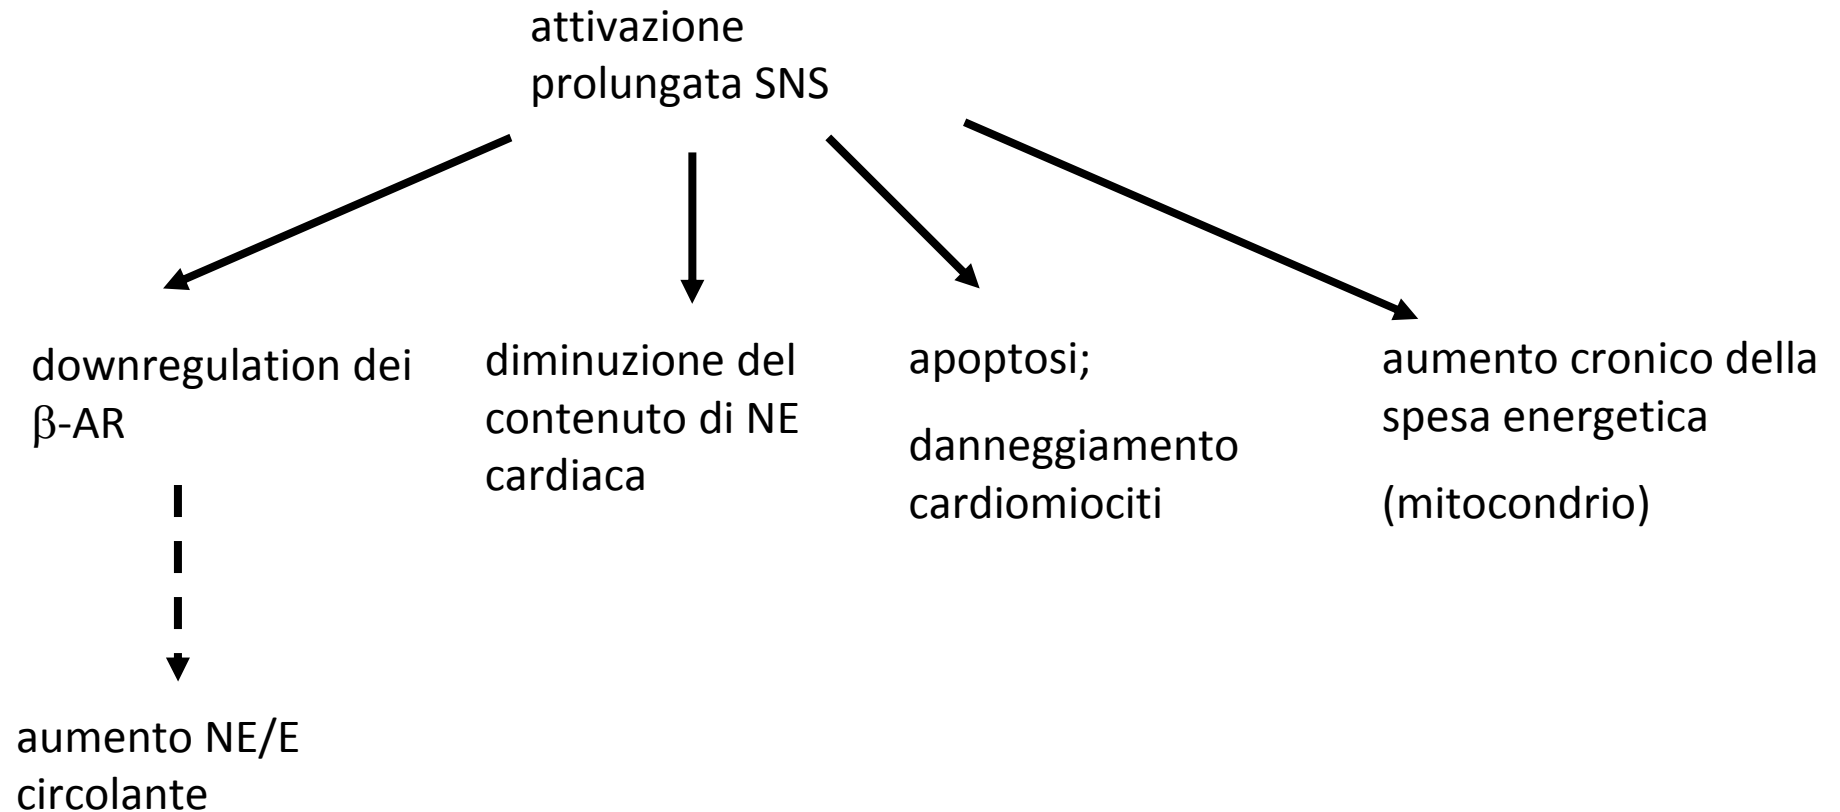 attivazione
prolungata SNS
downregulation dei
β-AR
diminuzione del
contenuto di NE
cardiaca
apoptosi;
danneggiamento
cardiomiociti
aumento cronico della
spesa energetica
(mitocondrio)
aumento NE/E
circolante